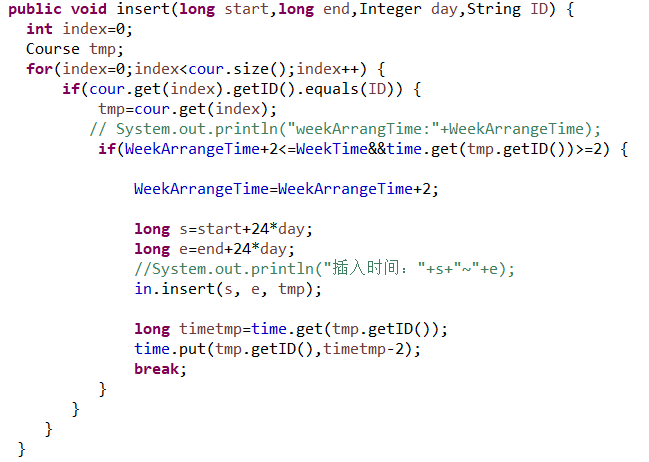 public void insert(long start,long end,Integer day,String ID) {
int index=0;
Course tmp;
for(index=0;index<cour.size();index++) {
if(cour.get(index).getID().equals(ID)) {
tmp=cour.get(index);
// System.out.println("weekArrangTime:"+WeekArrangeTime);
if(WeekArrangeTime+2<=WeekTime&&time.get(tmp.getID())>=2) {
WeekArrangeTime=WeekArrangeTime+2;
long s=start+24*day;
long e=end+24*day;
//System.out.println("插入时间："+s+"~"+e);
in.insert(s, e, tmp);
long timetmp=time.get(tmp.getID());
time.put(tmp.getID(),timetmp-2);
break;
}
}
}
}